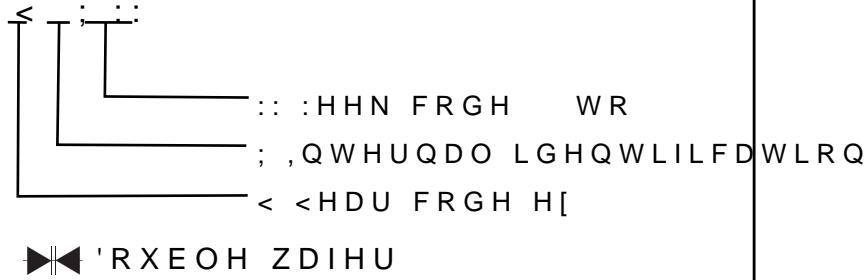 < ; ::
:: :HHN FRGH WR
; ,QWHUQDO LGHQWLILFDWLRQ
< <HDU FRGH H[
'RXEOH ZDIHU